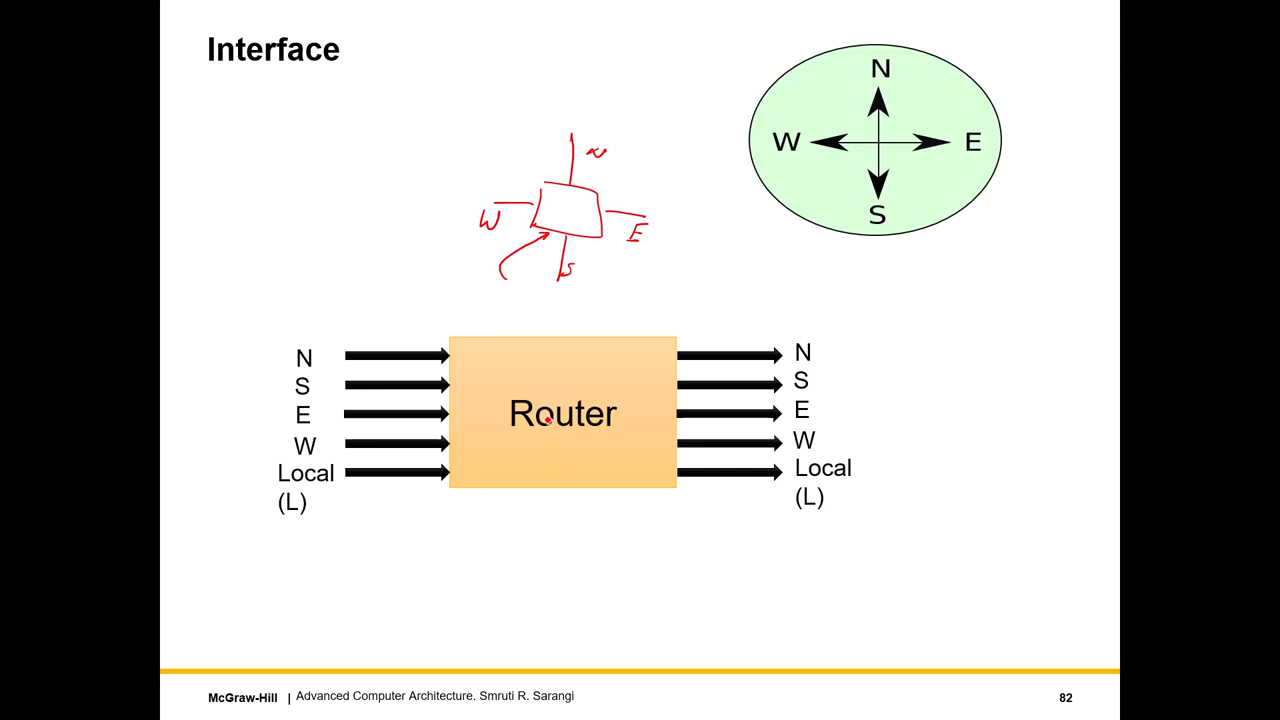 Interface
N
W E
S
N
W
E
S
N
S
E
W
Local
(L)
Router
N
S
E
W
Local
(L)
McGraw-Hill | Advanced Computer Architecture. Smruti R. Sarangi
82